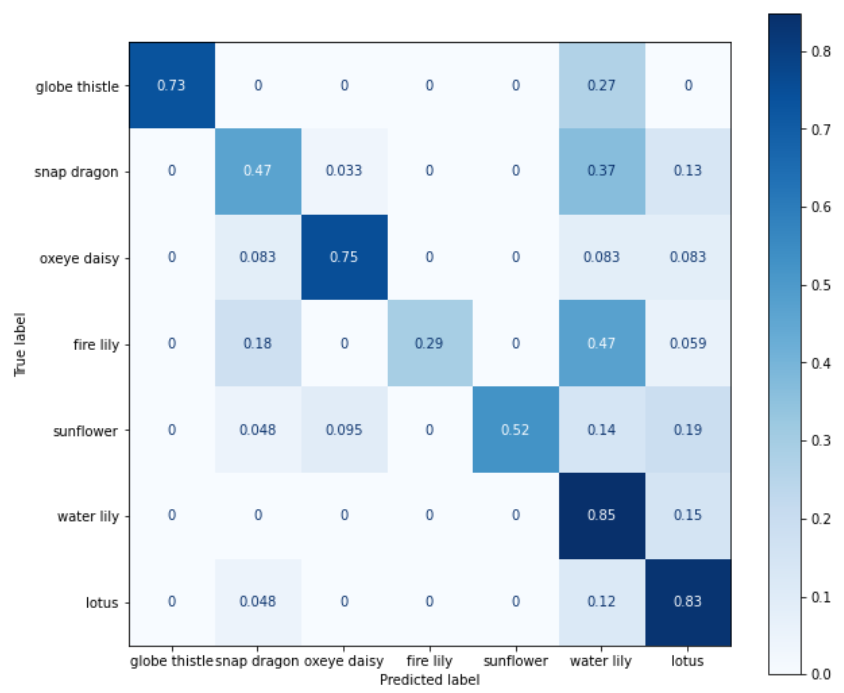 globe thistle 0.73 0 0 0 0 0.27 0
snap dragon 0 0.47 0.033 0 0 0.37 0.13
oxeye daisy 0 0.083 0.75 0 0 0.083 0.083
fire lily 0 0.18 0 0.29 0 0.47 0.059
sunflower 0 0.048 0.095 0 0.52 0.14 0.19
water lily 0 0 0 0 0 0.85 0.15
lotus 0 0.048 0 0 0 0.12 0.83
globe thistle snap dragon oxeye daisy fire lily sunflower water lily lotus
Predicted label
True label
0.8
0.7
0.6
0.5
0.4
0.3
0.2
0.1
0.0